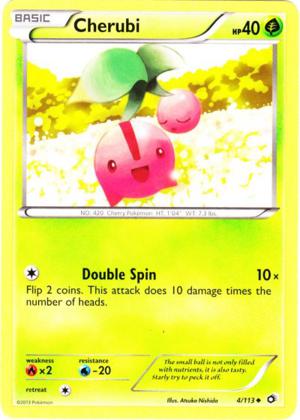 BASIC
Cherubi
HP40
NO. 420 Cherry Pokémon HT. 1'04" WT. 7.3 lbs.
Double Spin 10×
Flip 2 coins. This attack does 10 damage times
the number of heads.
weakness
×2
resistance
-20
retreat
The small ball is not only filled
with nutrients, it is also tasty.
Starly try to peck it off.
©2013 Pokémon
Illus. Atsuko Nishida
4/113